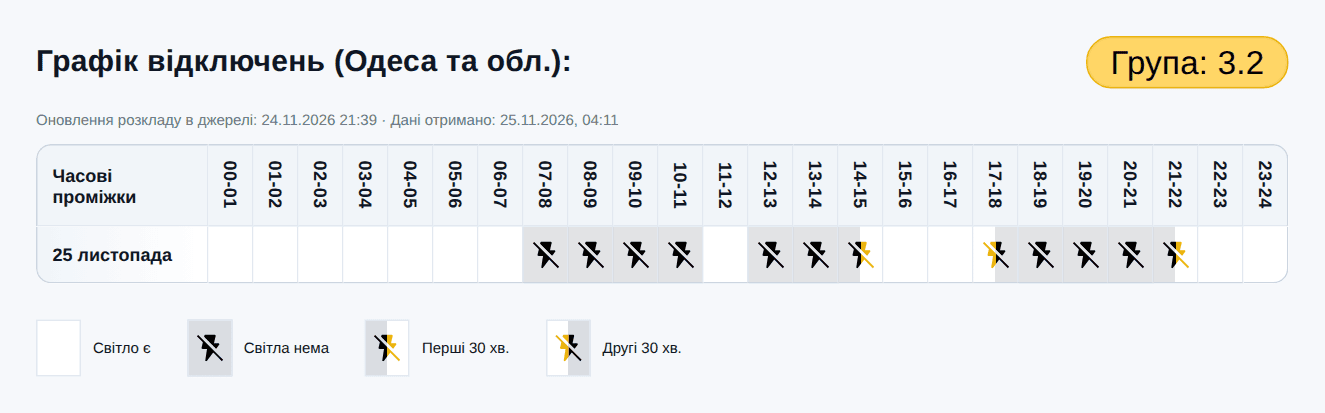 Графік відключень (Одеса та обл.):
Група: 3.2
Оновлення розкладу в джерелі: 24.11.2026 21:39 · Дані отримано: 25.11.2026, 04:11
Часові
проміжки
00-01
01-02
02-03
03-04
04-05
05-06
06-07
07-08
08-09
09-10
10-11
11-12
12-13
13-14
14-15
15-16
16-17
17-18
18-19
19-20
20-21
21-22
22-23
23-24
25 листопада
Світло є
Світла нема
Перші 30 хв.
Другі 30 хв.